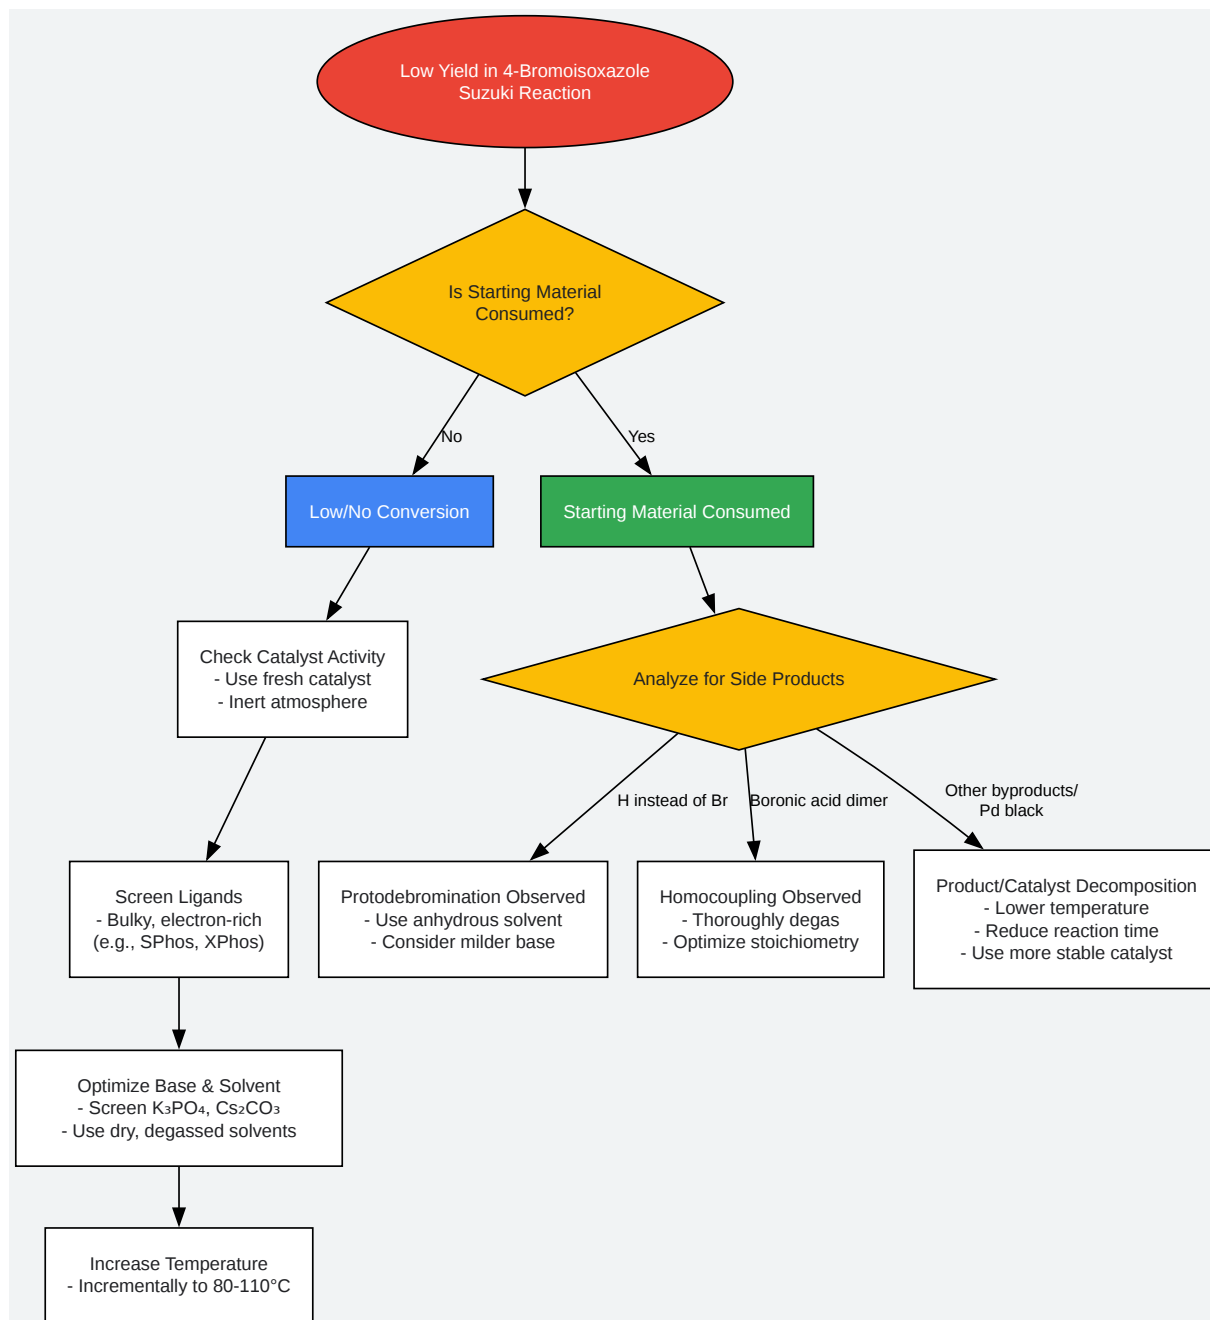 Low Yield in 4-Bromoisoxazole
Suzuki Reaction
Is Starting Material
Consumed?
No
Yes
Low/No Conversion
Starting Material Consumed
Check Catalyst Activity
- Use fresh catalyst
- Inert atmosphere
Analyze for Side Products
H instead of Br
Boronic acid dimer
Other byproducts/
Pd black
Screen Ligands
- Bulky, electron-rich
(e.g., SPhos, XPhos)
Protodebromination Observed
- Use anhydrous solvent
- Consider milder base
Homocoupling Observed
- Thoroughly degas
- Optimize stoichiometry
Product/Catalyst Decomposition
- Lower temperature
- Reduce reaction time
- Use more stable catalyst
Optimize Base & Solvent
- Screen K₃PO₄, Cs₂CO₃
- Use dry, degassed solvents
Increase Temperature
- Incrementally to 80-110°C